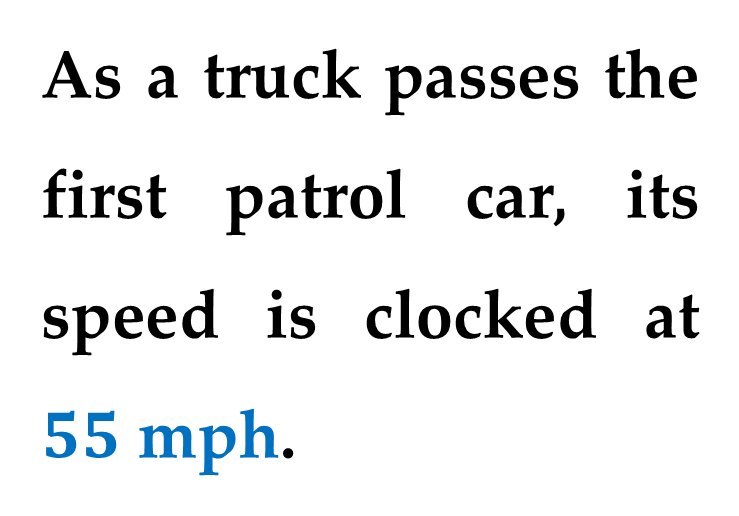 As a truck passes the
first patrol car, its
speed is clocked at
55 mph.